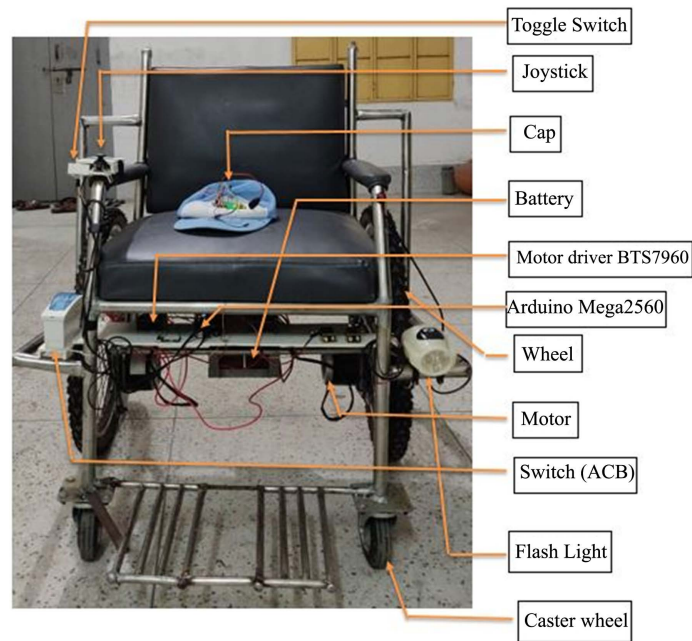 Toggle Switch
Joystick
Cap
Battery
Motor driver BTS7960
Arduino Mega2560
Wheel
Motor
Switch (ACB)
Flash Light
Caster wheel